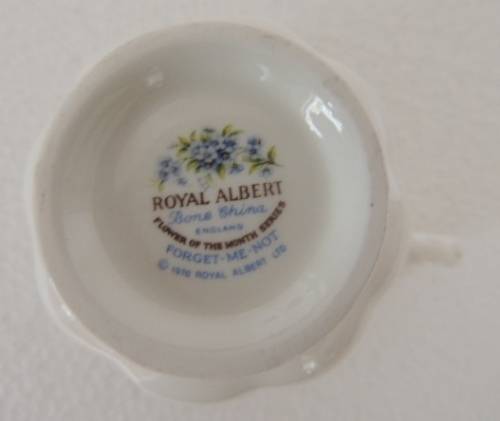 ROYAL ALBERT
Bone China
ENGLAND
FLOWER OF THE MONTH SERIES
FORGET-ME-NOT
© 1970 ROYAL ALBERT LTD